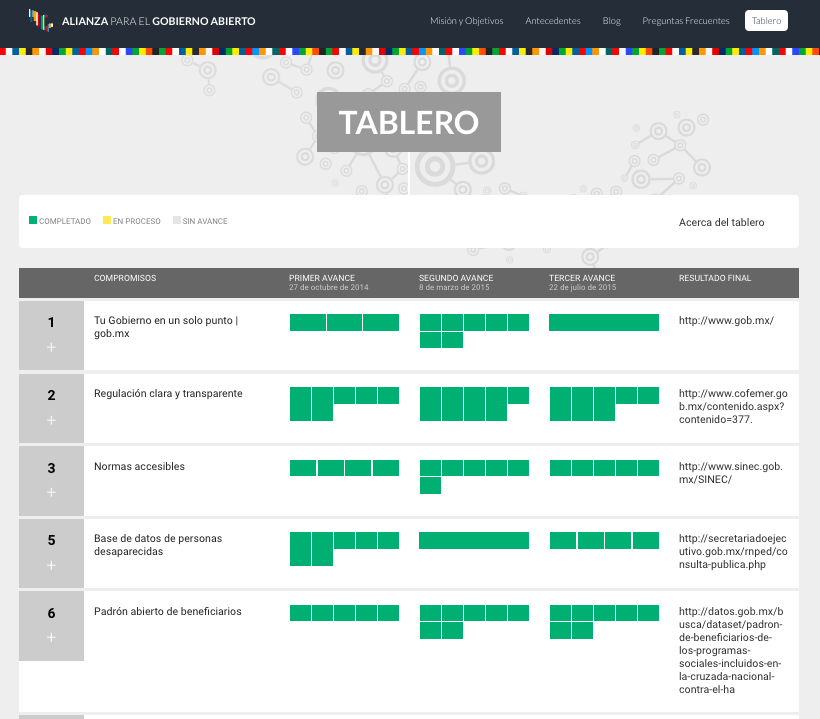 ALIANZA PARA EL GOBIERNO ABIERTO
Misión y Objetivos
Antecedentes
Blog
Preguntas Frecuentes
Tablero
TABLERO
COMPLETADO
EN PROCESO
SIN AVANCE
Acerca del tablero
COMPROMISOS
PRIMER AVANCE
27 de octubre de 2014
SEGUNDO AVANCE
8 de marzo de 2015
TERCER AVANCE
22 de julio de 2015
RESULTADO FINAL
1
+
Tu Gobierno en un solo punto |
gob.mx
http://www.gob.mx/
2
+
Regulación clara y transparente
http://www.cofemer.go
b.mx/contenido.aspx?
contenido=377.
3
+
Normas accesibles
http://www.sinec.gob.
mx/SINEC/
5
+
Base de datos de personas
desaparecidas
http://secretariadoejec
utivo.gob.mx/rnped/co
nsulta-publica.php
6
+
Padrón abierto de beneficiarios
http://datos.gob.mx/b
usca/dataset/padron-
de-beneficiarios-de-
los-programas-
sociales-incluidos-en-
la-cruzada-nacional-
contra-el-ha